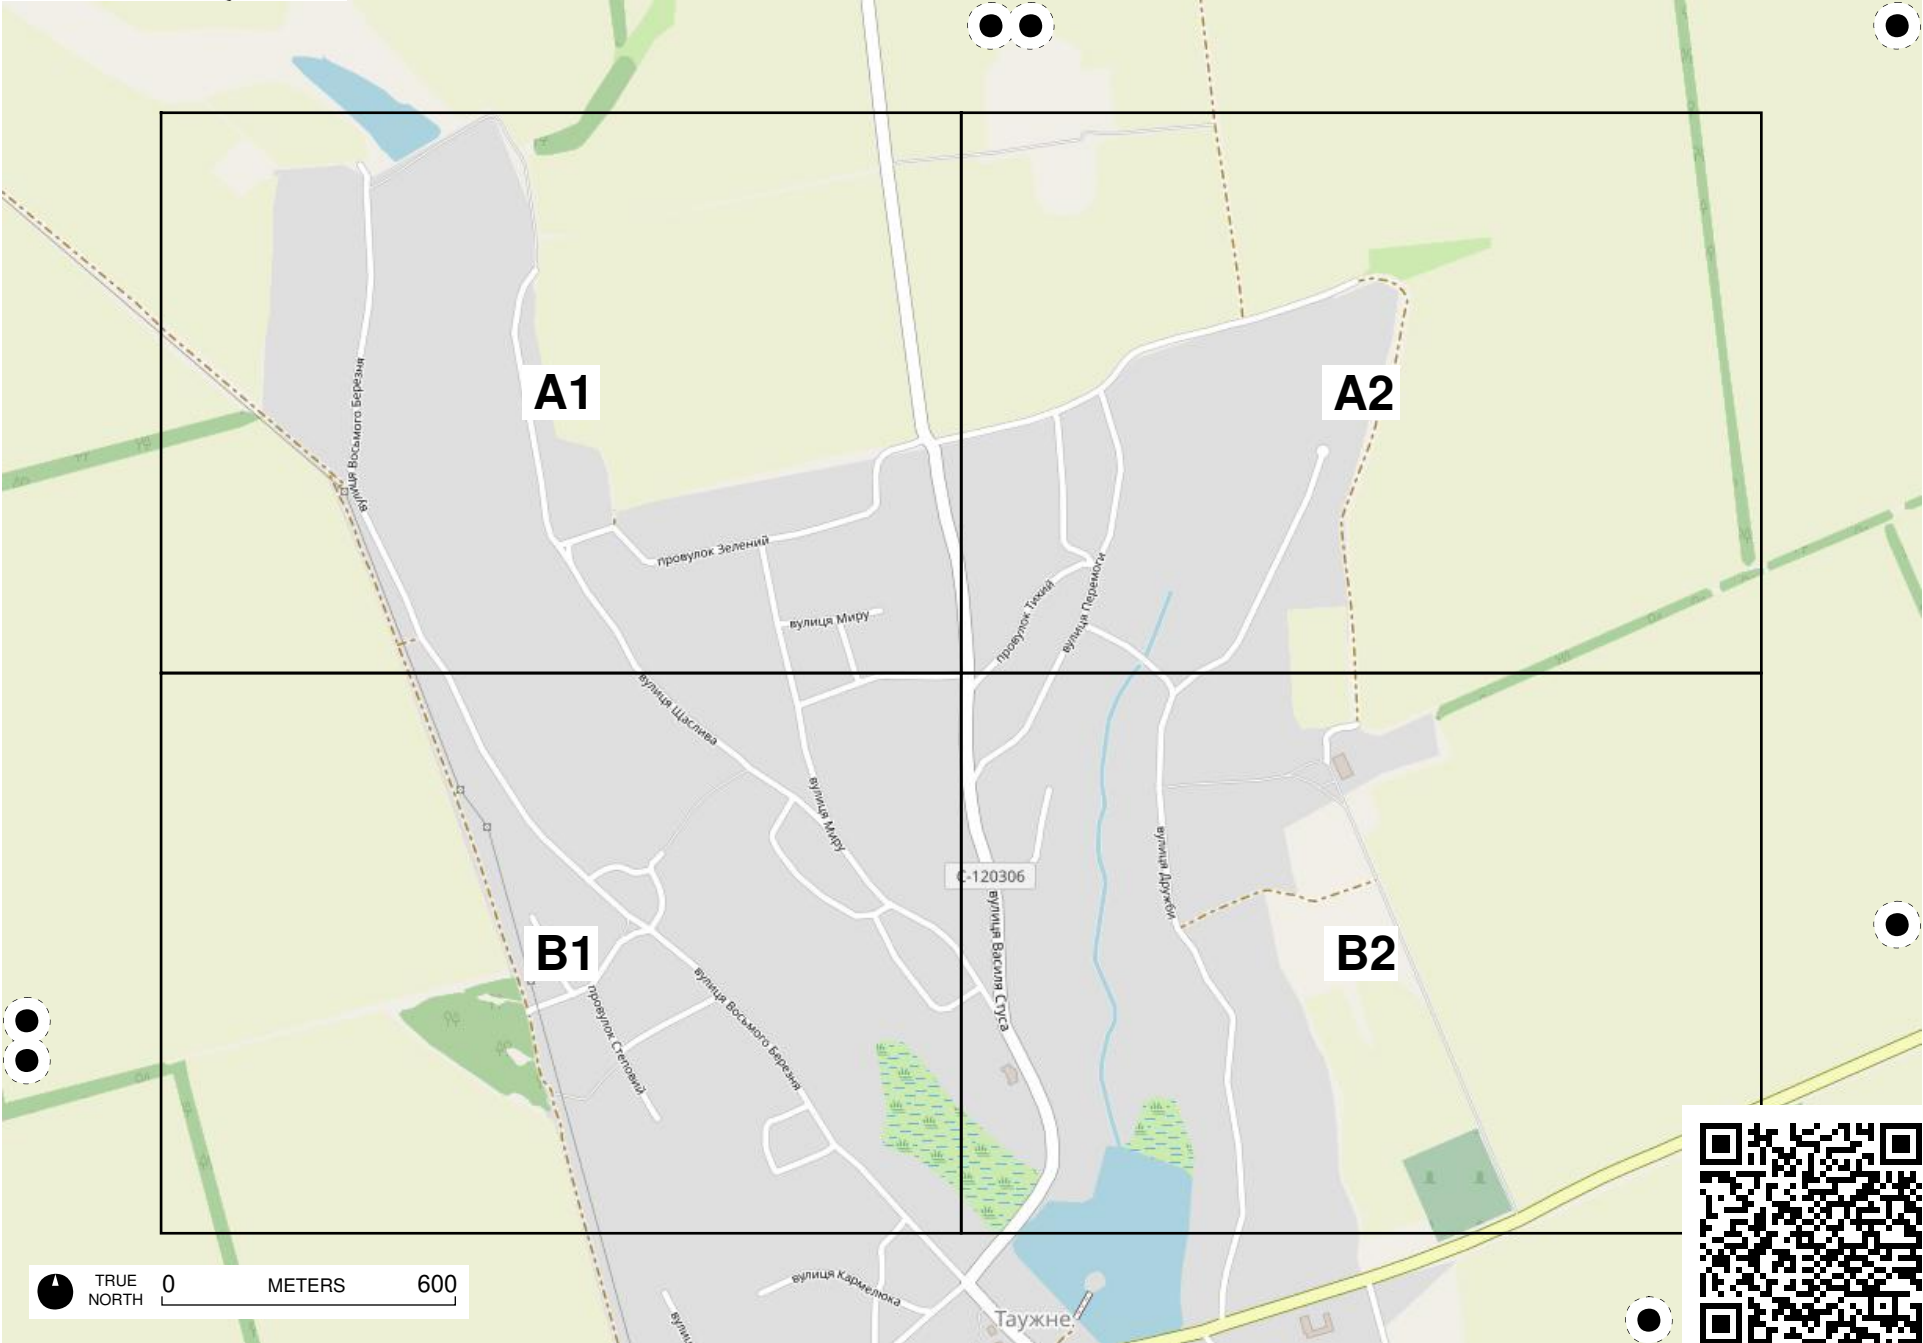 вулиця Восьмого Березня
A1
A2
провулок Зелений
вулиця Миру
провулок Тихий
вулиця Перемоги
вулиця Щаслива
вулиця Миру
С-120306
вулиця Дружби
вулиця Василя Стуса
B1
B2
вулиця Восьмого Березня
провулок Степовий
TRUE
NORTH
0 METERS 600
вулиця Кармелюка
Таужне